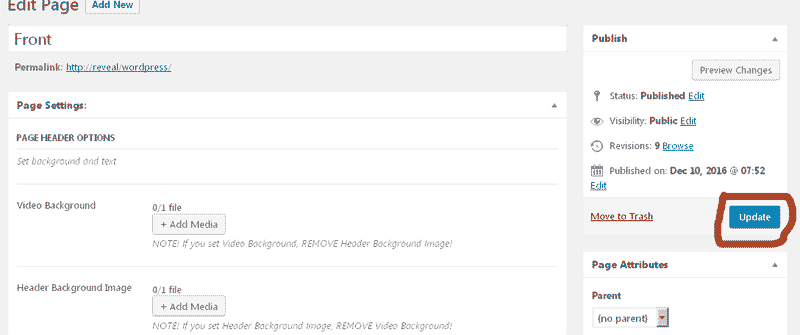 Edit Page Add New
Front
Permalink: http://reveal/wordpress/
Page Settings:
PAGE HEADER OPTIONS
Set background and text
Video Background
0/1 file
+ Add Media
NOTE! If you set Video Background, REMOVE Header Background Image!
Header Background Image
0/1 file
+ Add Media
NOTE! If you set Header Background Image, REMOVE Video Background!
Publish
Preview Changes
Status: Published Edit
Visibility: Public Edit
Revisions: 9 Browse
Published on: Dec 10, 2016 @ 07:52
Edit
Move to Trash Update
Page Attributes
Parent
(no parent)